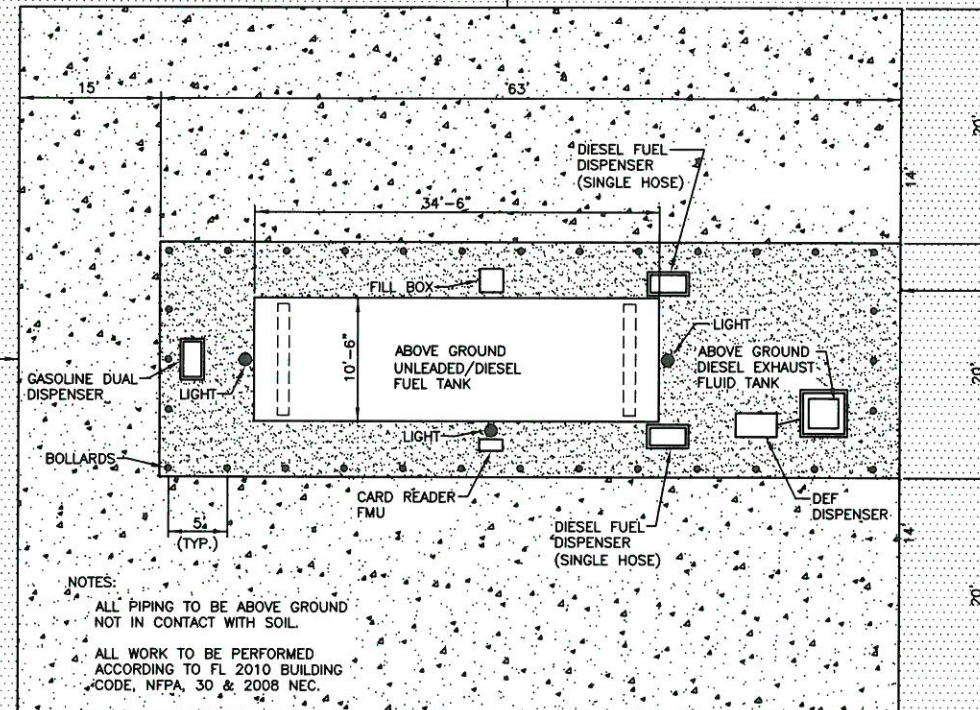 15'
63'
20'
14'
DIESEL FUEL
DISPENSER
(SINGLE HOSE)
34'-6"
FILL BOX
LIGHT
10'-6"
ABOVE GROUND
UNLEADED/DIESEL
FUEL TANK
ABOVE GROUND
DIESEL EXHAUST
FLUID TANK
20'
GASOLINE DUAL
DISPENSER
LIGHT
LIGHT
BOLLARDS
CARD READER
FMU
DEF
DISPENSER
5'
(TYP.)
DIESEL FUEL
DISPENSER
(SINGLE HOSE)
14'
20'
NOTES:
ALL PIPING TO BE ABOVE GROUND
NOT IN CONTACT WITH SOIL.
ALL WORK TO BE PERFORMED
ACCORDING TO FL 2010 BUILDING
CODE, NFPA, 30 & 2008 NEC.